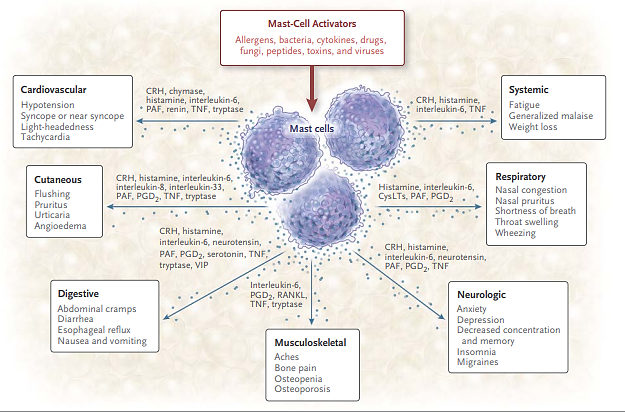 Mast-Cell Activators
Allergens, bacteria, cytokines, drugs,
fungi, peptides, toxins, and viruses
Cardiovascular
Hypotension
Syncope or near syncope
Light-headedness
Tachycardia
CRH, chymase,
histamine, interleukin-6,
PAF, renin, TNF, tryptase
Mast cells
CRH, histamine,
interleukin-6, TNF
Systemic
Fatigue
Generalized malaise
Weight loss
Cutaneous
Flushing
Pruritus
Urticaria
Angioedema
CRH, histamine, interleukin-6,
interleukin-8, interleukin-33,
PAF, PGD₂, TNF, tryptase
Histamine, interleukin-6,
CysLTs, PAF, PGD₂
Respiratory
Nasal congestion
Nasal pruritus
Shortness of breath
Throat swelling
Wheezing
CRH, histamine,
interleukin-6, neurotensin,
PAF, PGD₂, serotonin, TNF,
tryptase, VIP
CRH, histamine,
interleukin-6, neurotensin,
PAF, PGD₂, TNF
Interleukin-6,
PGD₂, RANKL,
TNF, tryptase
Digestive
Abdominal cramps
Diarrhea
Esophageal reflux
Nausea and vomiting
Musculoskeletal
Aches
Bone pain
Osteopenia
Osteoporosis
Neurologic
Anxiety
Depression
Decreased concentration
and memory
Insomnia
Migraines